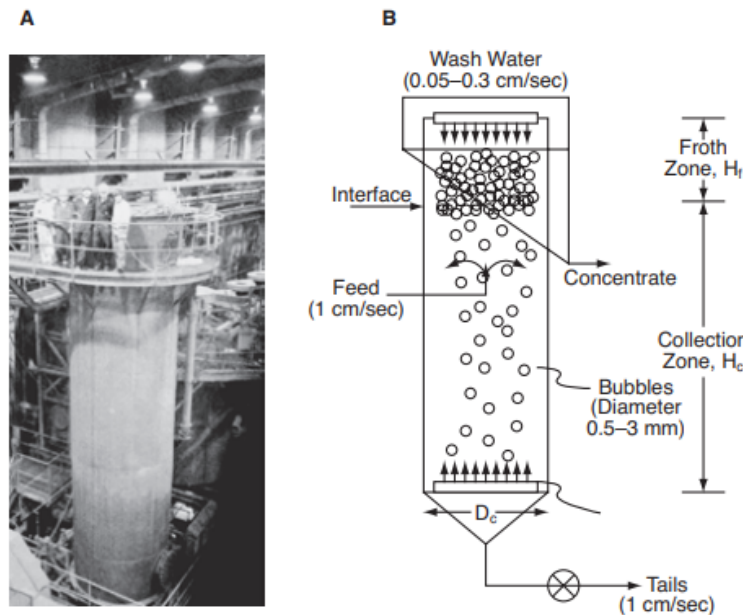 A
B
Wash Water
(0.05–0.3 cm/sec)
Froth
Zone, Hf
Interface
Concentrate
Feed
(1 cm/sec)
Collection
Zone, Hc
Bubbles
(Diameter
0.5–3 mm)
Dc
Tails
(1 cm/sec)